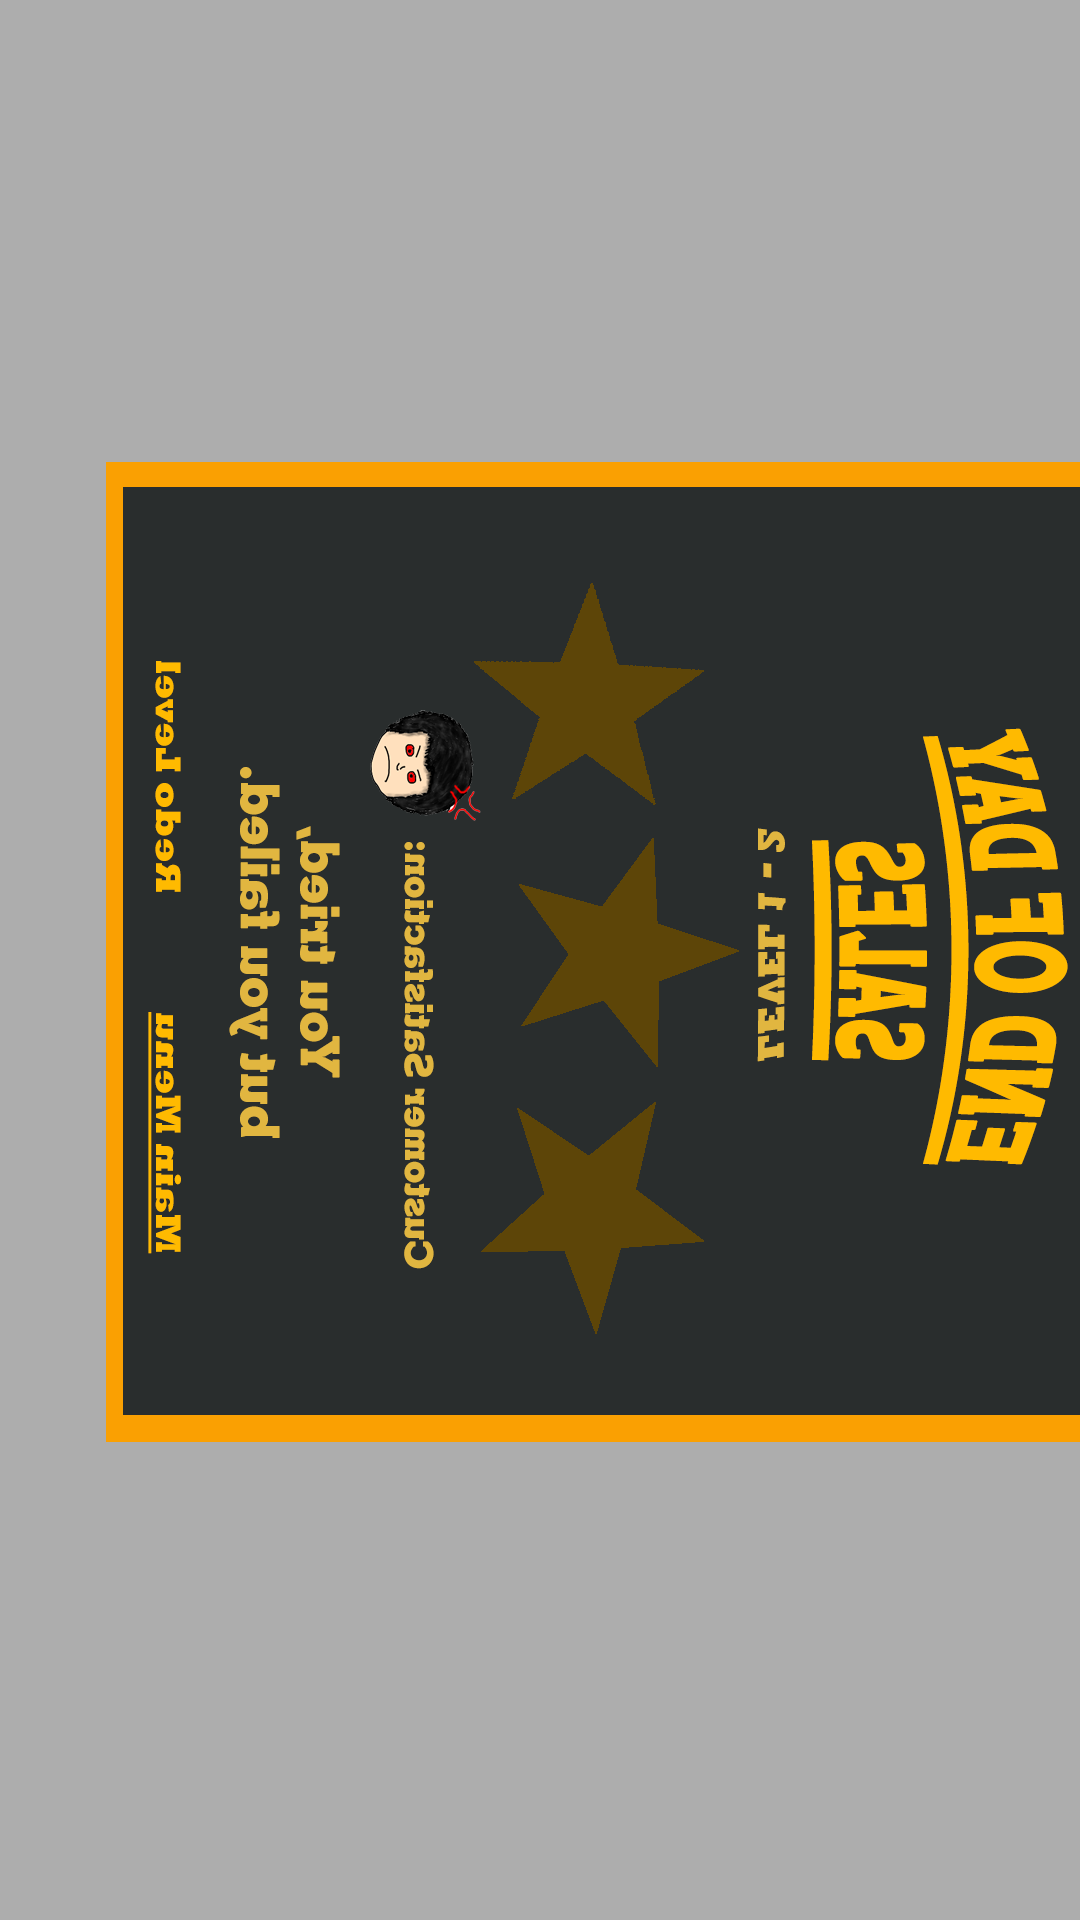 END OF DAY
SALES
LEVEL 1 - 2
Customer Satisfaction:
You tried,
but you failed.
Main Menu
Redo Level